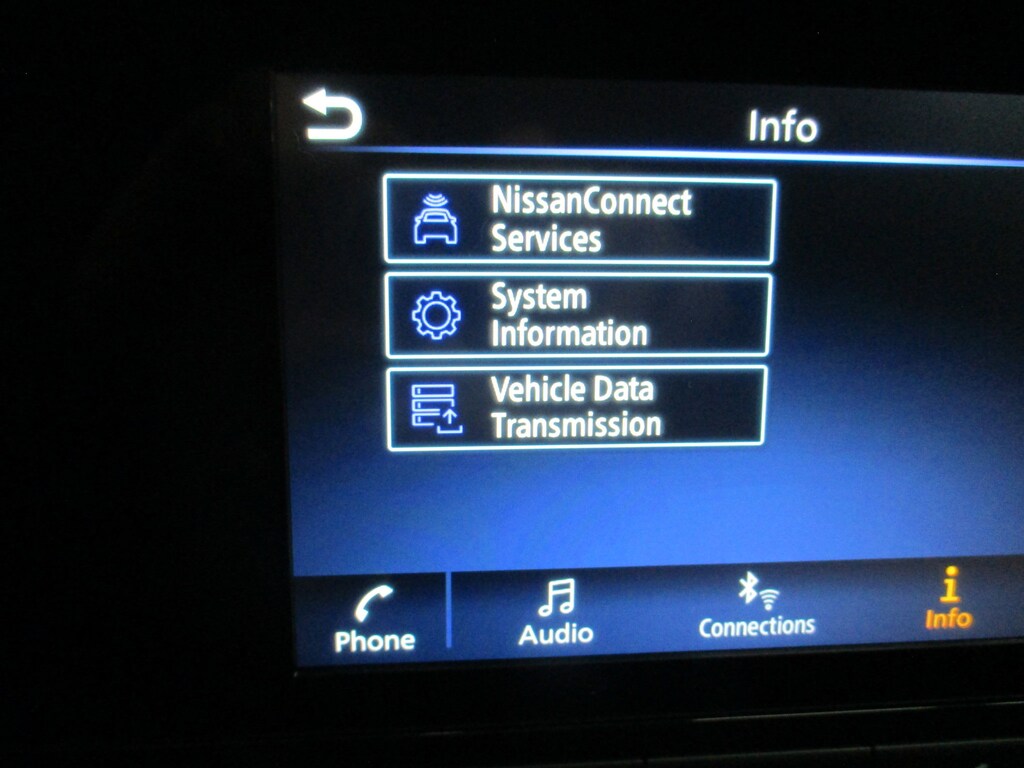 Info
NissanConnect
Services
System
Information
Vehicle Data
Transmission
Phone
Audio
Connections
Info